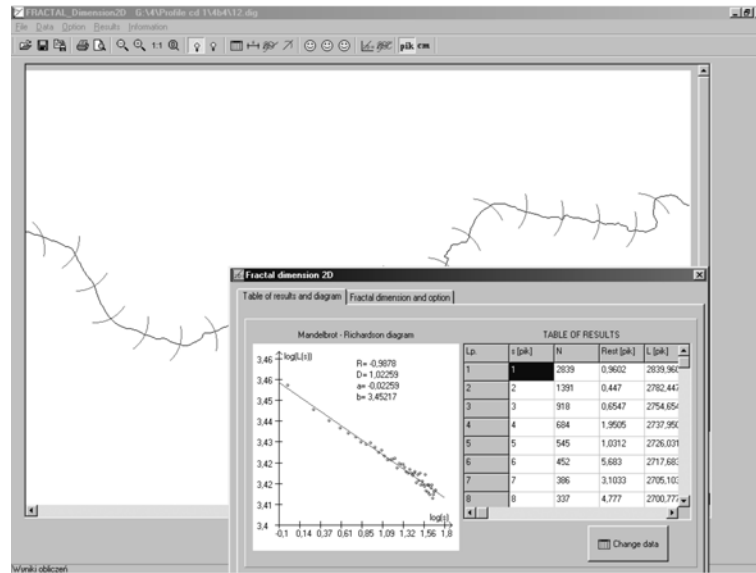 FRACTAL_Dimension2D G:\4\Profile cd 1\4b4\12.dig
File Data Option Results Information
1:1 pik cm
Fractal dimension 2D
Table of results and diagram Fractal dimension and option
Mandelbrot - Richardson diagram
log(L(s))
R= -0,9878
D= 1,02259
a= -0,02259
b= 3,45217
3,46
3,46
3,45
3,44
3,43
3,43
3,42
3,41
3,4
log(s)
-0,1 0,14 0,37 0,61 0,85 1,09 1,33 1,56 1,8
TABLE OF RESULTS
Lp. s [pik] N Rest [pik] L [pik]
1 1 2839 0,9602 2839,960
2 2 1391 0,447 2782,447
3 3 918 0,6547 2754,654
4 4 684 1,9505 2737,950
5 5 545 1,0312 2726,031
6 6 452 5,683 2717,683
7 7 386 3,1033 2705,103
8 8 337 4,777 2700,777
Change data
Wyniki obliczeń